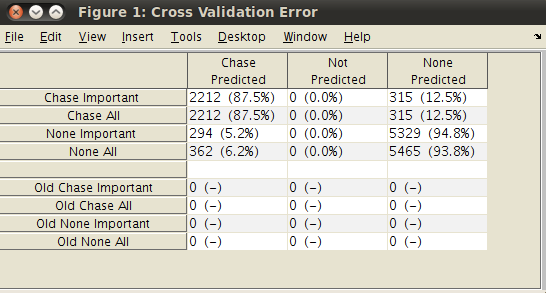 Figure 1: Cross Validation Error
File Edit View Insert Tools Desktop Window Help
Chase Predicted Not Predicted None Predicted
Chase Important 2212 (87.5%) 0 (0.0%) 315 (12.5%)
Chase All 2212 (87.5%) 0 (0.0%) 315 (12.5%)
None Important 294 (5.2%) 0 (0.0%) 5329 (94.8%)
None All 362 (6.2%) 0 (0.0%) 5465 (93.8%)
Old Chase Important 0 (-) 0 (-) 0 (-)
Old Chase All 0 (-) 0 (-) 0 (-)
Old None Important 0 (-) 0 (-) 0 (-)
Old None All 0 (-) 0 (-) 0 (-)